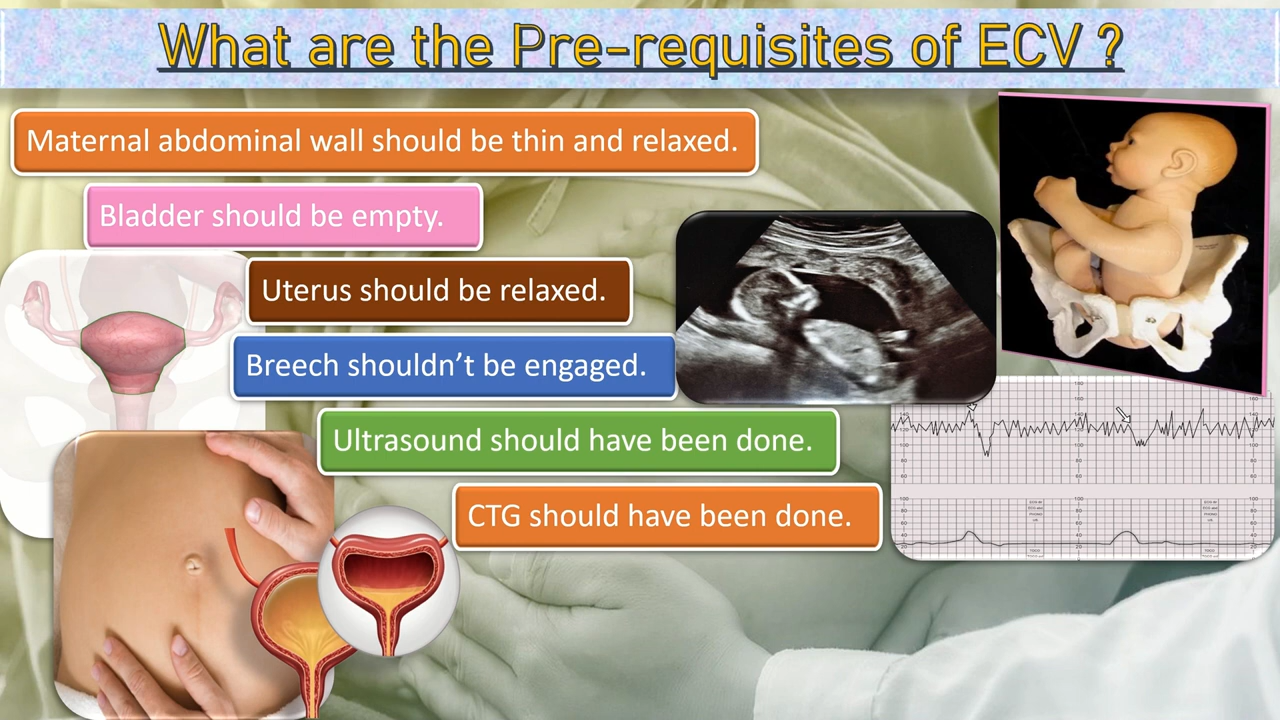 What are the Pre-requisites of ECV ?
Maternal abdominal wall should be thin and relaxed.
Bladder should be empty.
Uterus should be relaxed.
Breech shouldn’t be engaged.
Ultrasound should have been done.
CTG should have been done.